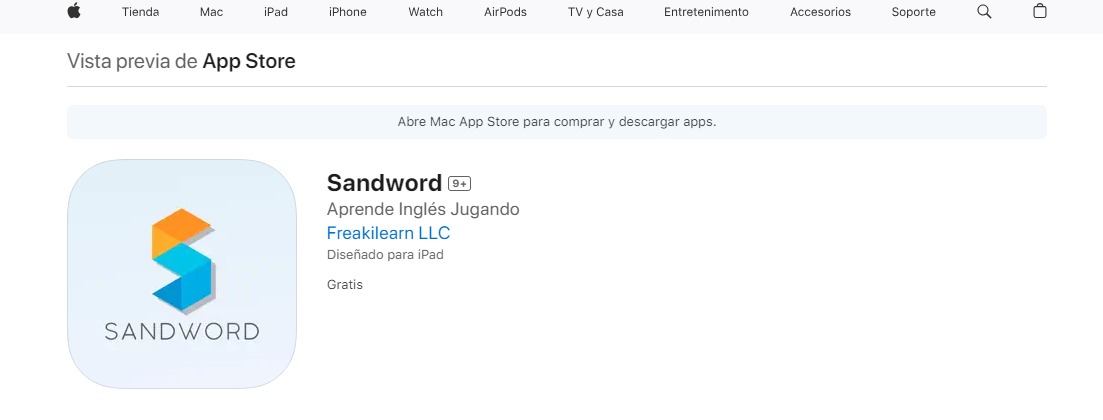 Tienda Mac iPad iPhone Watch AirPods TV y Casa Entretenimiento Accesorios Soporte
Vista previa de App Store
Abre Mac App Store para comprar y descargar apps.
Sandword 9+
Aprende Inglés Jugando
Freakilearn LLC
Diseñado para iPad
Gratis
SANDWORD